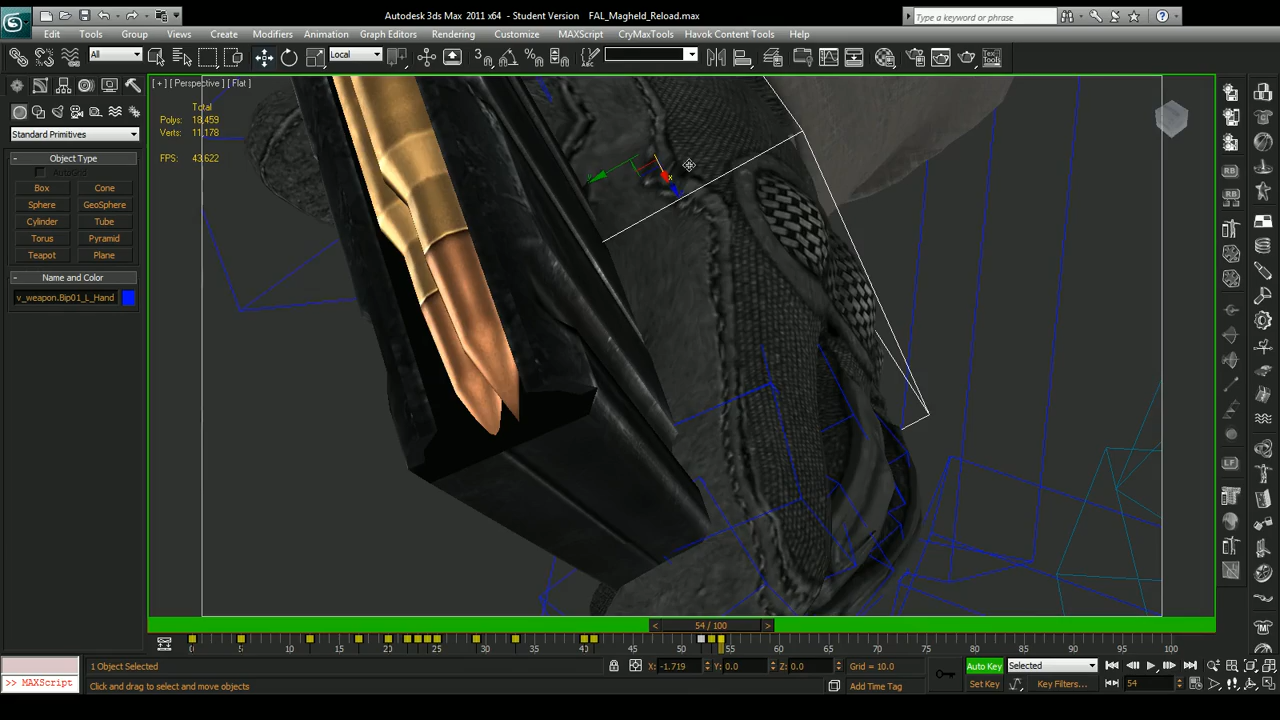 Autodesk 3ds Max 2011 x64 - Student Version FAL_Magheld_Reload.max
Type a keyword or phrase
Edit Tools Group Views Create Modifiers Animation Graph Editors Rendering Customize MAXScript CryMaxTools Havok Content Tools Help
All Local
[ + ] [ Perspective ] [ Flat ]
Total
Polys: 18,459
Verts: 11,178
FPS: 43.622
Standard Primitives
- Object Type
AutoGrid
Box Cone
Sphere GeoSphere
Cylinder Tube
Torus Pyramid
Teapot Plane
- Name and Color
v_weapon.Bip01_L_Hand
RB
RB
LF
x
< 54 / 100 >
0 5 10 15 20 25 30 35 40 45 50 55 60 65 70 75 80 85 90 95 100
1 Object Selected X: -1.719 Y: 0.0 Z: 0.0 Grid = 10.0 Auto Key Selected
>> MAXScript Click and drag to select and move objects Add Time Tag Set Key Key Filters... 54